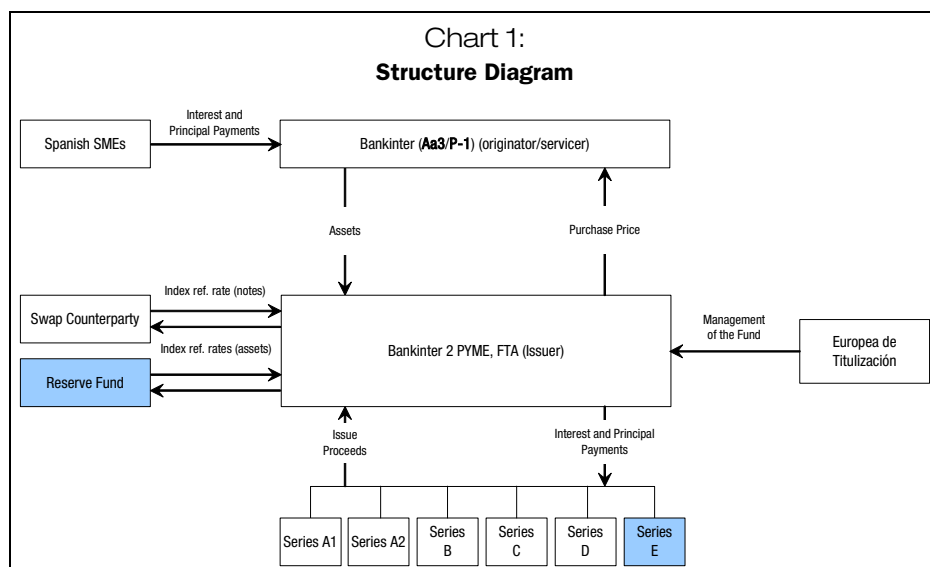 Chart 1:
Structure Diagram
Interest and
Principal Payments
Spanish SMEs
Bankinter (Aa3/P-1) (originator/servicer)
Assets
Purchase Price
Index ref. rate (notes)
Swap Counterparty
Index ref. rates (assets)
Reserve Fund
Bankinter 2 PYME, FTA (Issuer)
Management
of the Fund
Europea de
Titulización
Issue
Proceeds
Interest and Principal
Payments
Series A1
Series A2
Series
B
Series
C
Series
D
Series
E